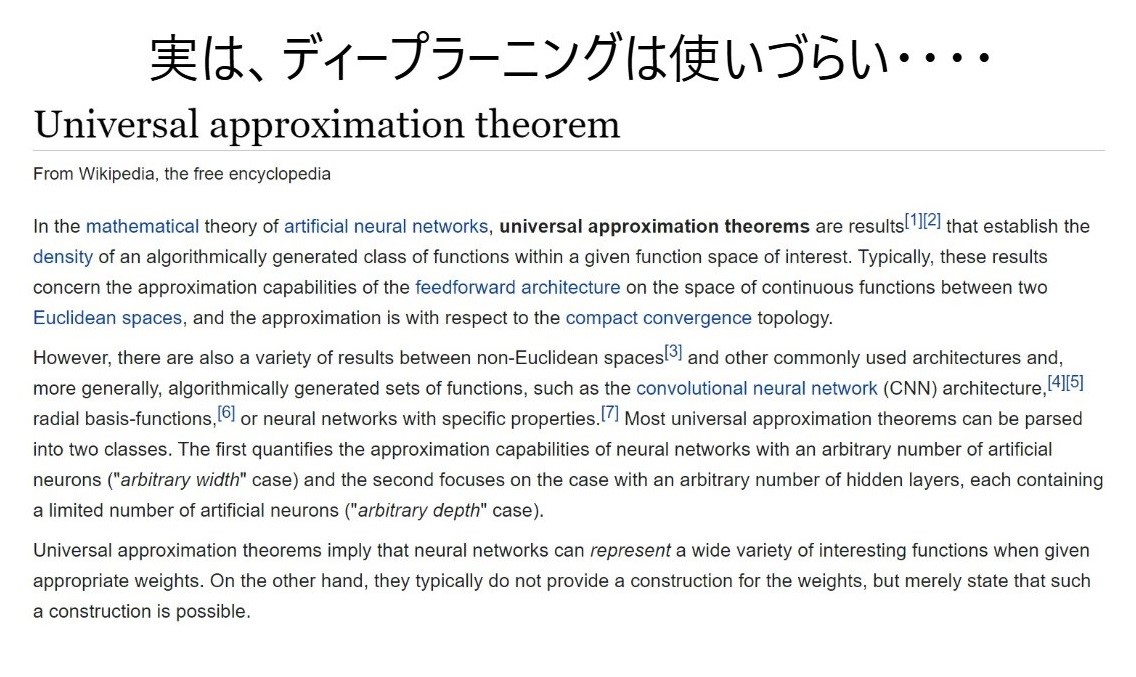 実は、ディープラーニングは使いづらい・・・・
Universal approximation theorem
From Wikipedia, the free encyclopedia
In the mathematical theory of artificial neural networks, universal approximation theorems are results[1][2] that establish the
density of an algorithmically generated class of functions within a given function space of interest. Typically, these results
concern the approximation capabilities of the feedforward architecture on the space of continuous functions between two
Euclidean spaces, and the approximation is with respect to the compact convergence topology.
However, there are also a variety of results between non-Euclidean spaces[3] and other commonly used architectures and,
more generally, algorithmically generated sets of functions, such as the convolutional neural network (CNN) architecture,[4][5]
radial basis-functions,[6] or neural networks with specific properties.[7] Most universal approximation theorems can be parsed
into two classes. The first quantifies the approximation capabilities of neural networks with an arbitrary number of artificial
neurons ("arbitrary width" case) and the second focuses on the case with an arbitrary number of hidden layers, each containing
a limited number of artificial neurons ("arbitrary depth" case).
Universal approximation theorems imply that neural networks can represent a wide variety of interesting functions when given
appropriate weights. On the other hand, they typically do not provide a construction for the weights, but merely state that such
a construction is possible.